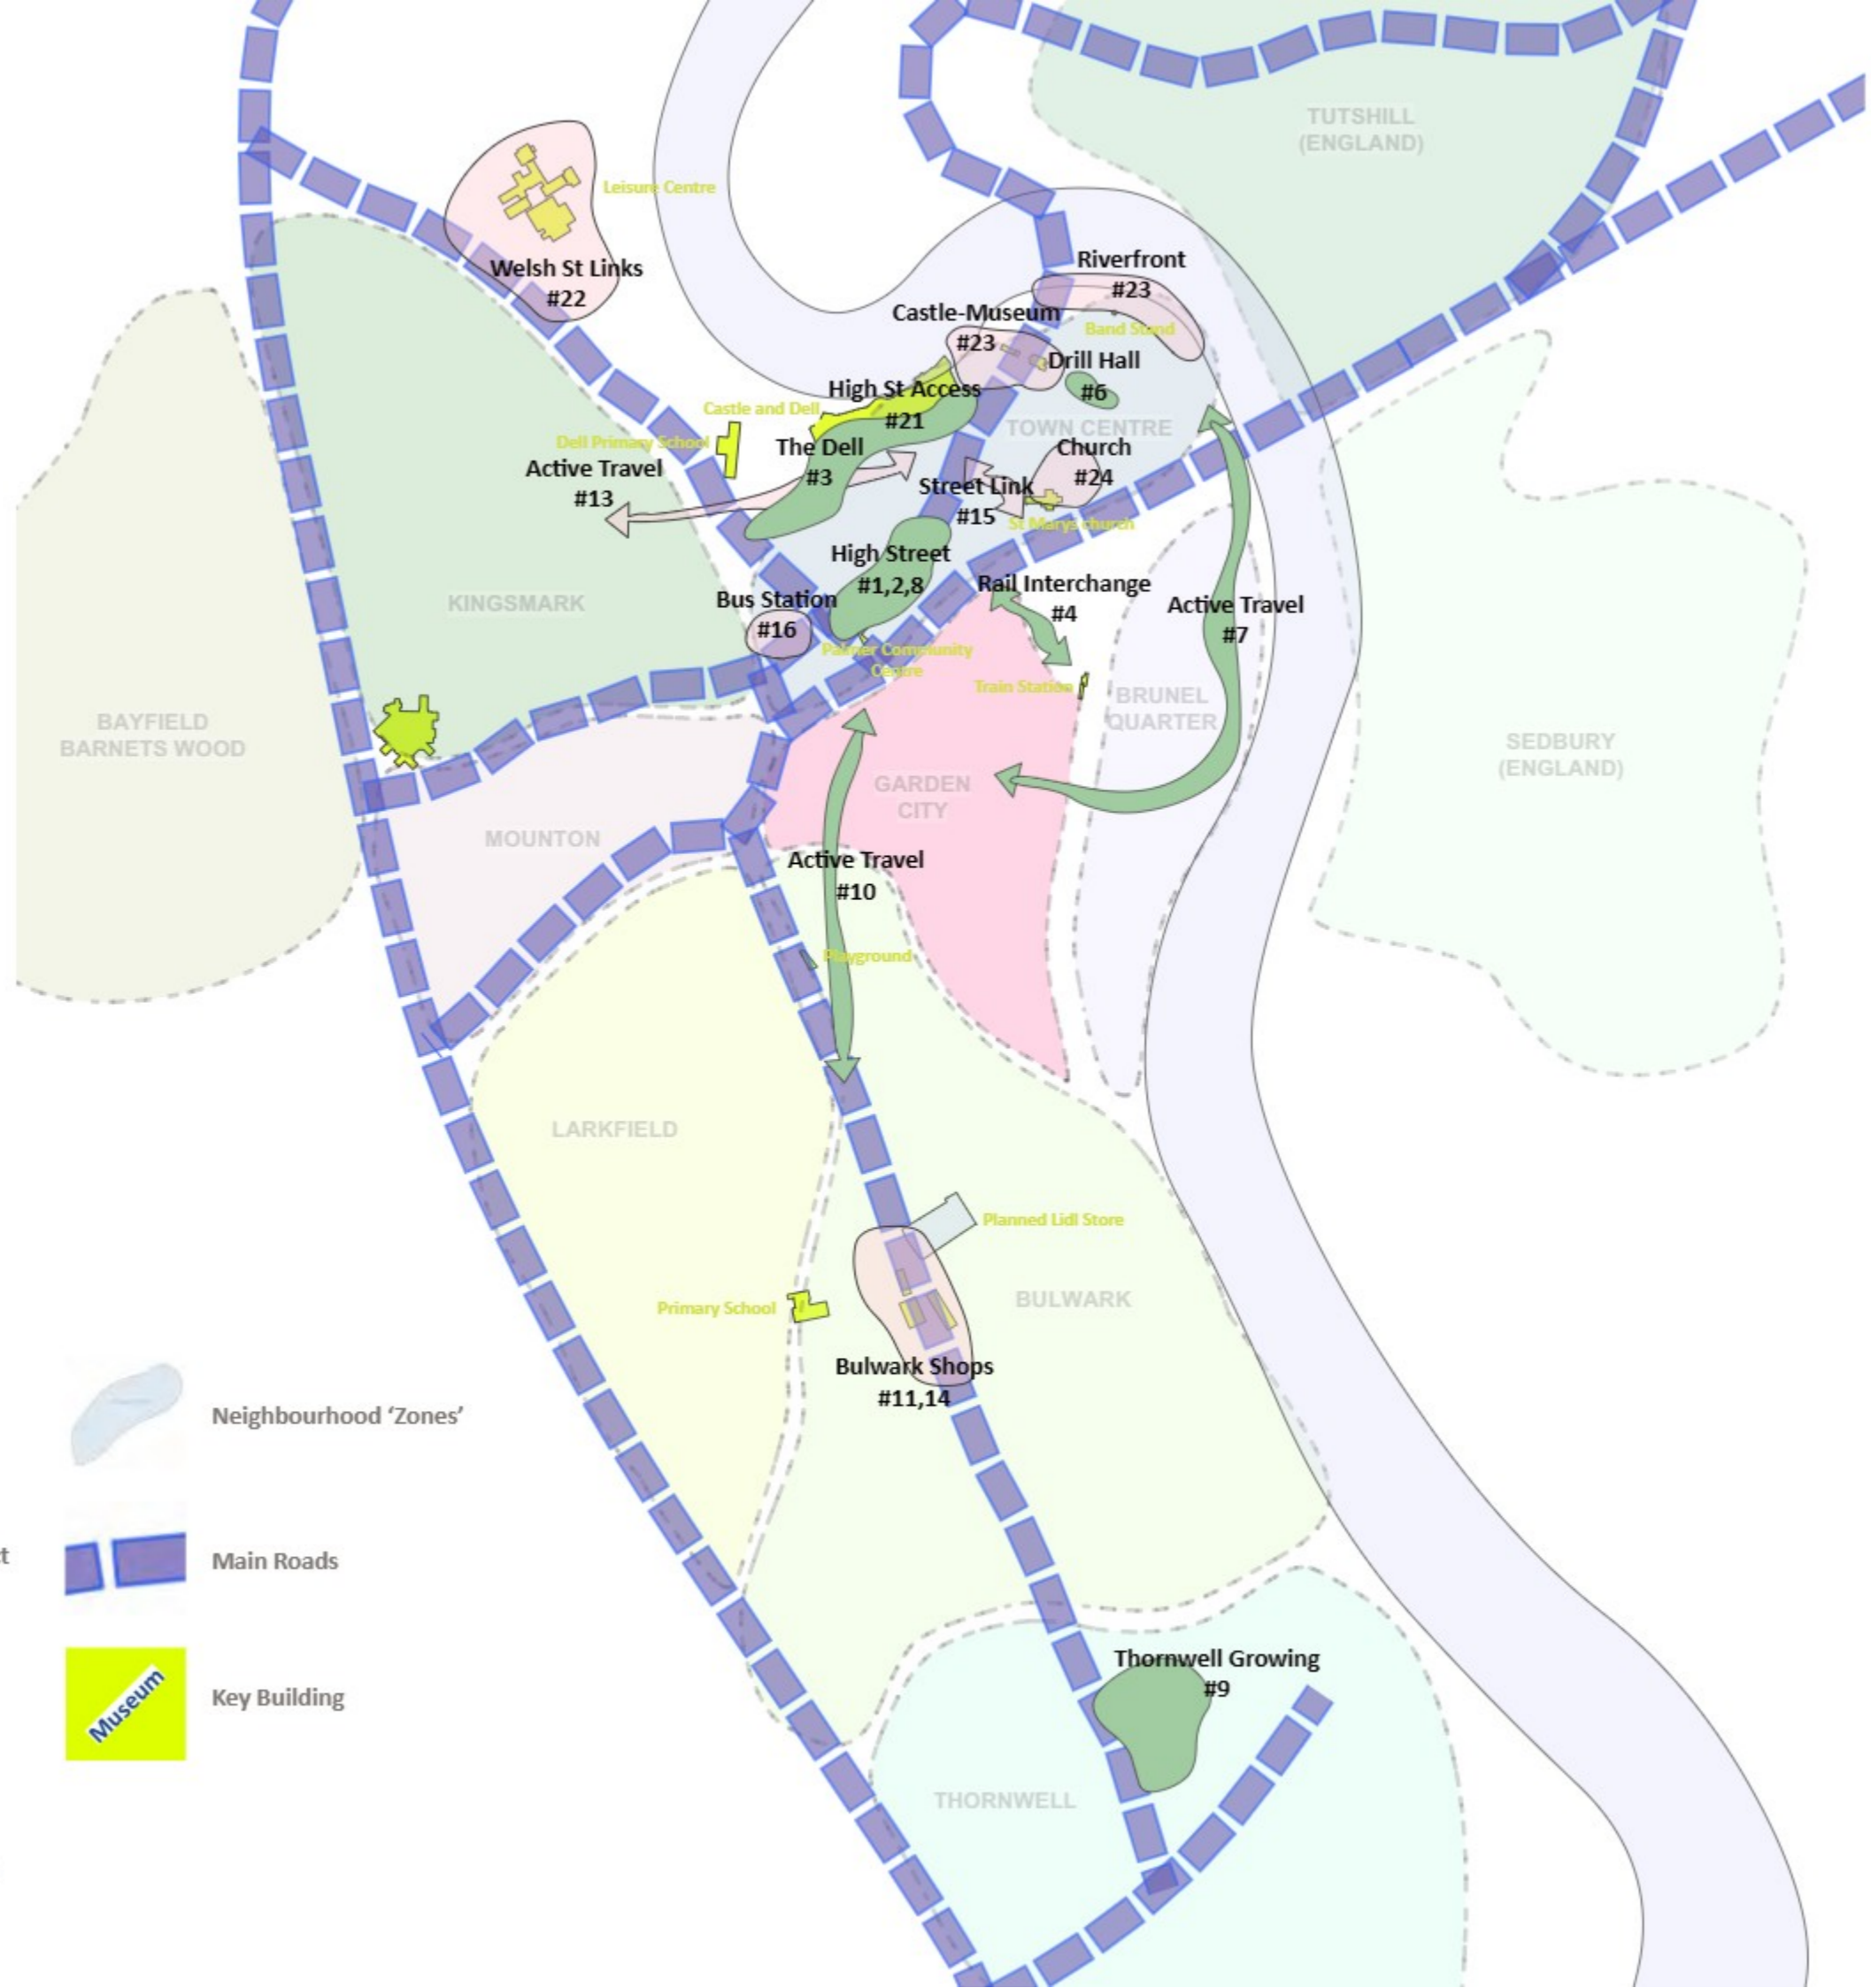 TUTSHILL
(ENGLAND)
Leisure Centre
Welsh St Links
#22
Riverfront
#23
Castle-Museum
#23
Band Stand
Drill Hall
#6
High St Access
#21
Castle and Dell
TOWN CENTRE
Dell Primary School
The Dell
#3
Church
#24
Active Travel
#13
Street Link
#15
St Marys church
High Street
#1,2,8
Rail Interchange
#4
Bus Station
#16
Active Travel
#7
KINGSMARK
Palmer Community
Centre
Train Station
BRUNEL
QUARTER
BAYFIELD
BARNETS WOOD
SEDBURY
(ENGLAND)
GARDEN
CITY
MOUNTON
Active Travel
#10
Playground
LARKFIELD
Planned Lidl Store
BULWARK
Primary School
Bulwark Shops
#11,14
Neighbourhood ‘Zones’
Main Roads
Museum
Key Building
Thornwell Growing
#9
THORNWELL